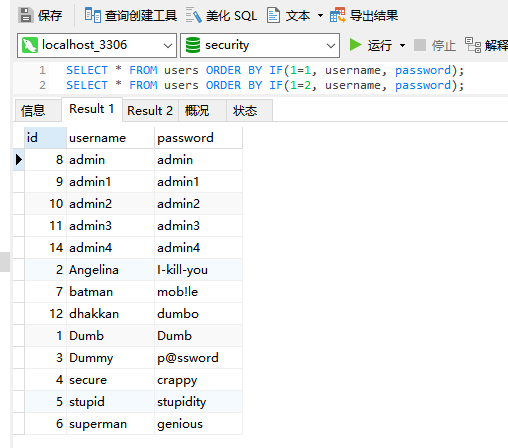 保存 查询创建工具 美化 SQL 文本 导出结果
localhost_3306 security 运行 停止 解释
1 SELECT * FROM users ORDER BY IF(1=1, username, password);
2 SELECT * FROM users ORDER BY IF(1=2, username, password);
信息 Result 1 Result 2 概况 状态
id username password
8 admin admin
9 admin1 admin1
10 admin2 admin2
11 admin3 admin3
14 admin4 admin4
2 Angelina I-kill-you
7 batman mob!le
12 dhakkan dumbo
1 Dumb Dumb
3 Dummy p@ssword
4 secure crappy
5 stupid stupidity
6 superman genious